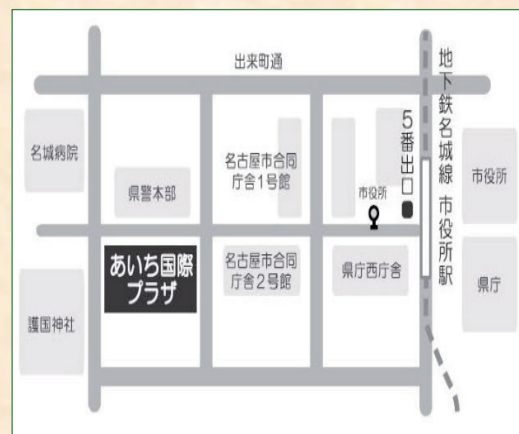 出来町通
地下鉄名城線 市役所駅
5番出口
名城病院
県警本部
名古屋市合同
庁舎1号館
市役所
市役所
あいち国際
プラザ
名古屋市合同
庁舎2号館
県庁西庁舎
県庁
護国神社